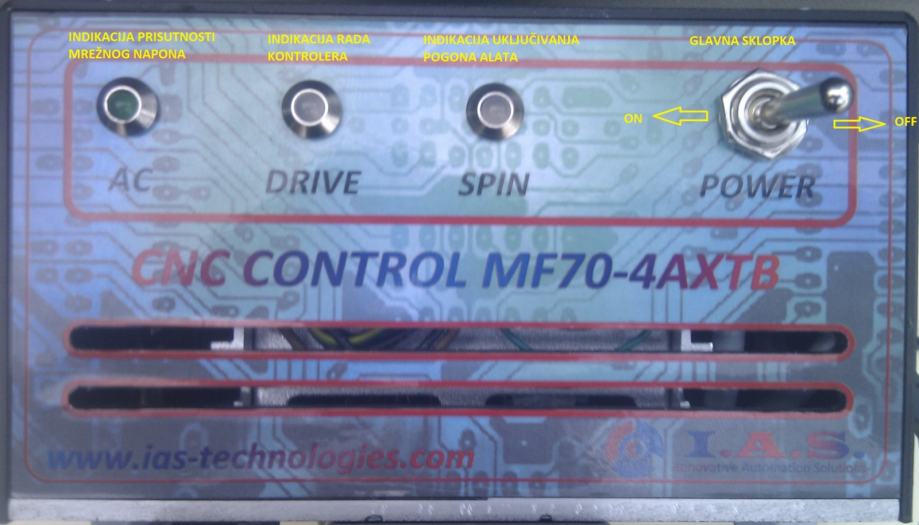 INDIKACIJA PRISUTNOSTI
MREŽNOG NAPONA
INDIKACIJA RADA
KONTROLERA
INDIKACIJA UKLJUČIVANJA
POGONA ALATA
GLAVNA SKLOPKA
ON
OFF
AC
DRIVE
SPIN
POWER
CNC CONTROL MF70-4AXTB
www.ias-technologies.com
I.A.S.
Innovative Automation Solutions